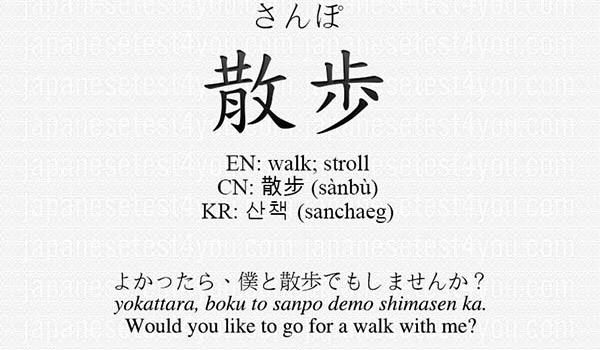 さんぽ
散歩
EN: walk; stroll
CN: 散步 (sànbù)
KR: 산책 (sanchaeg)
よかったら、僕と散歩でもしませんか？
yokattara, boku to sanpo demo shimasen ka.
Would you like to go for a walk with me?